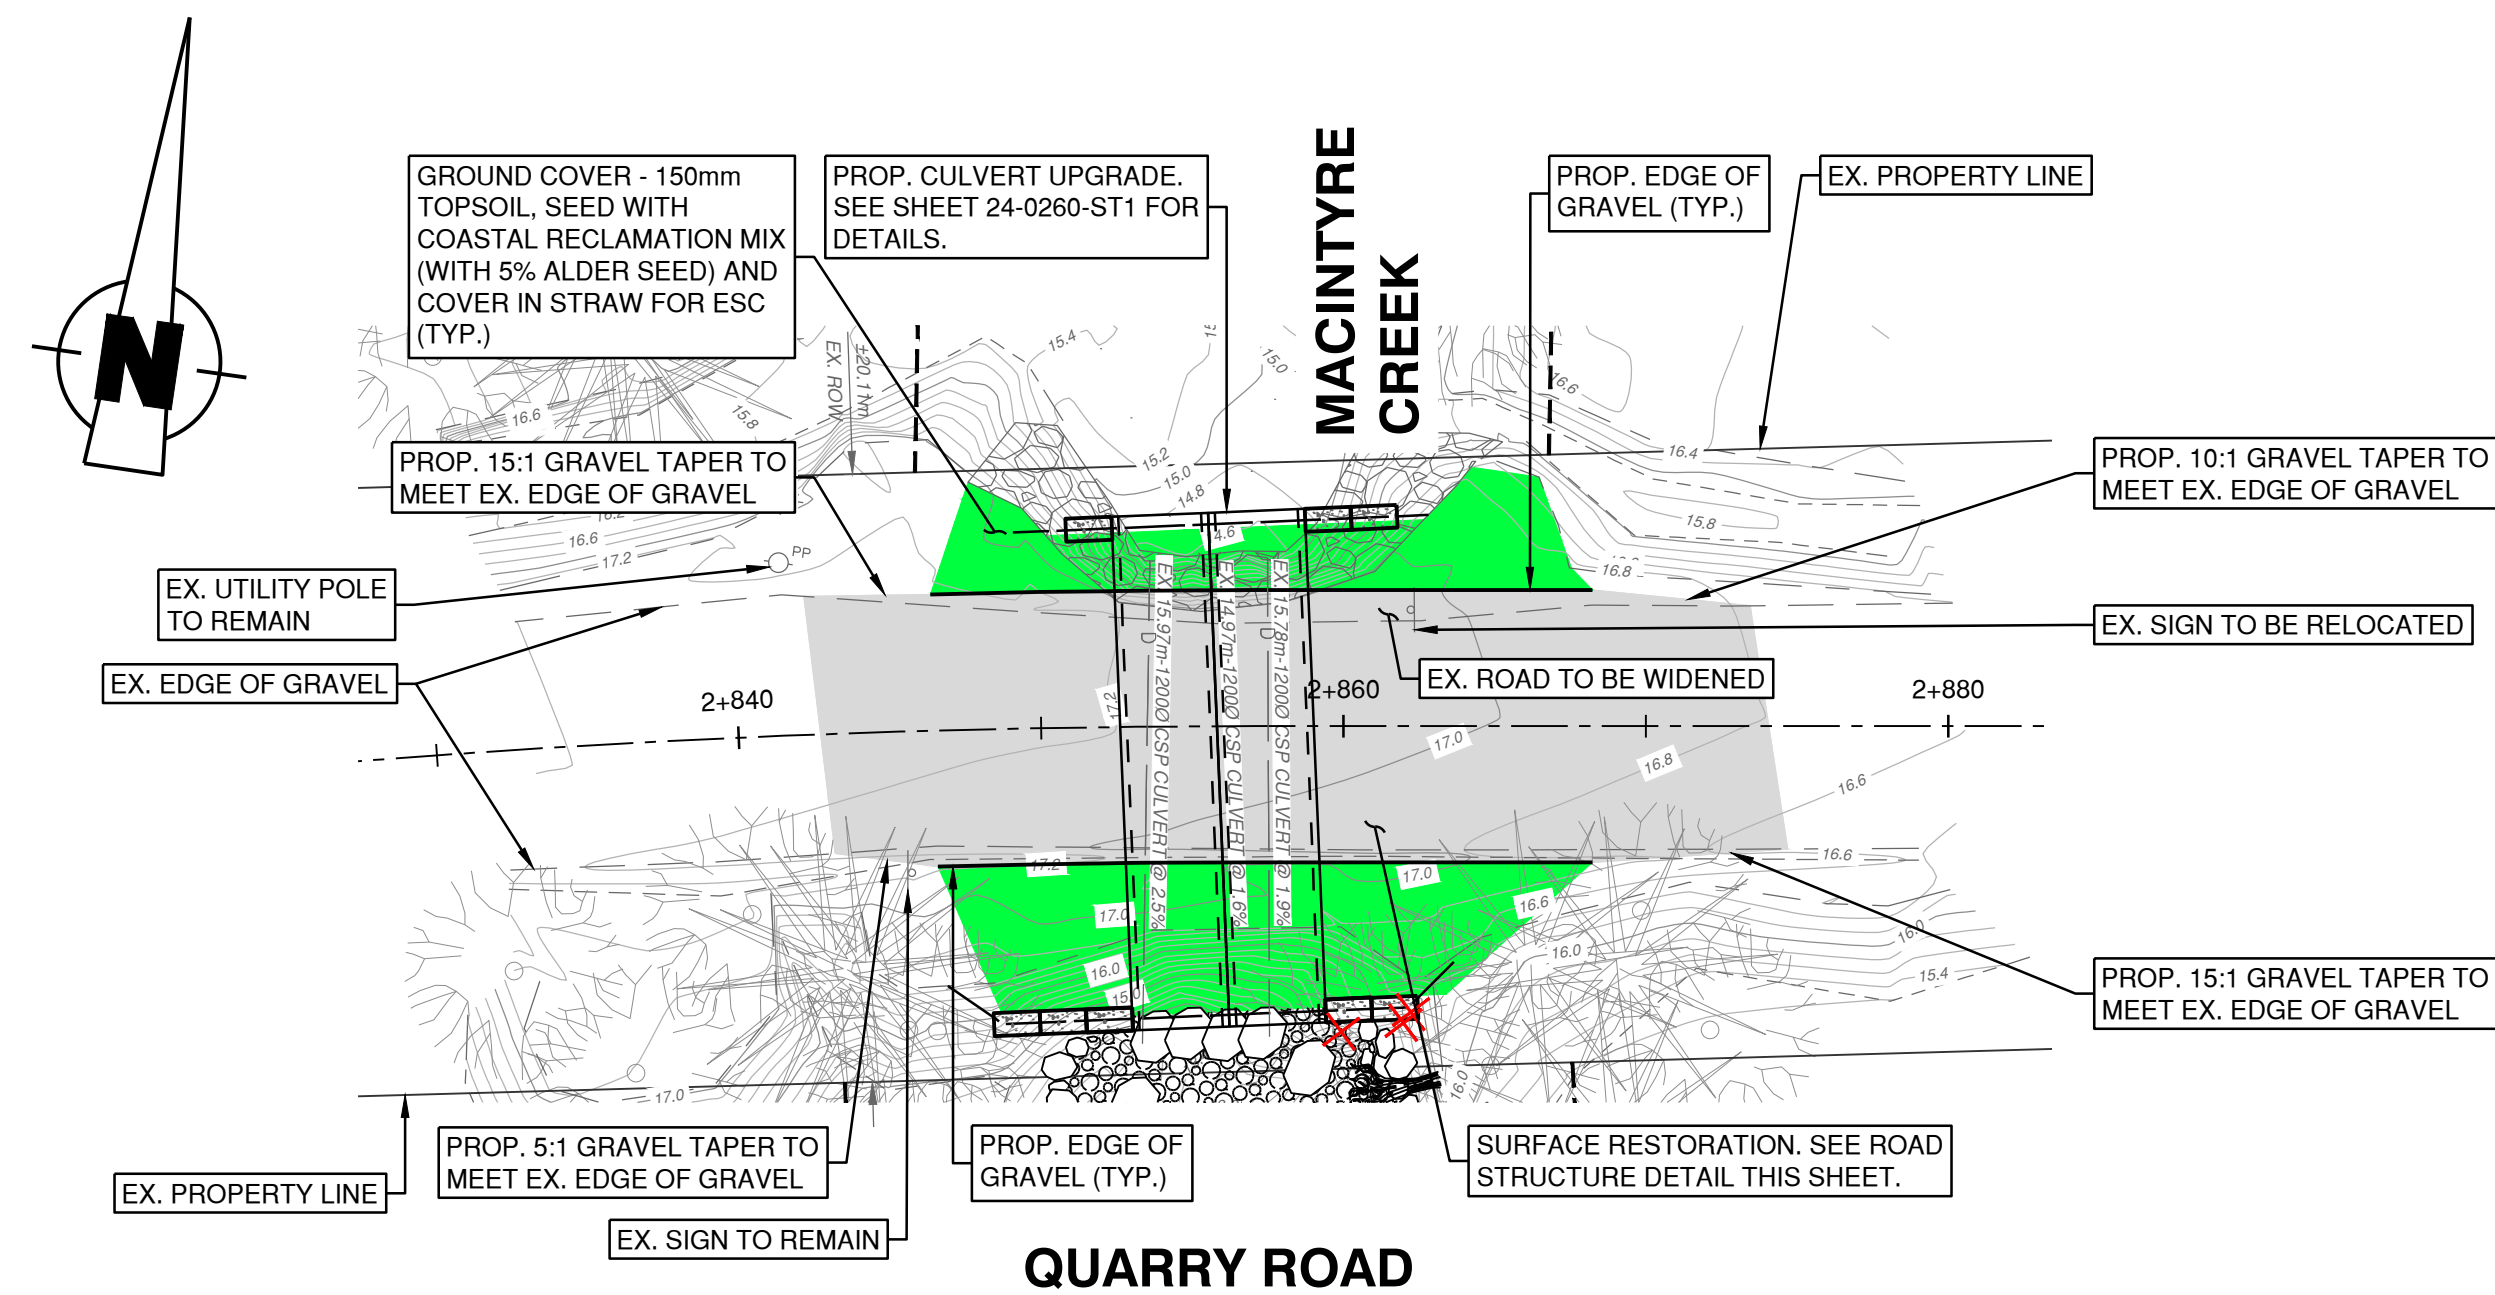 GROUND COVER - 150mm
TOPSOIL, SEED WITH
COASTAL RECLAMATION MIX
(WITH 5% ALDER SEED) AND
COVER IN STRAW FOR ESC
(TYP.)
PROP. CULVERT UPGRADE.
SEE SHEET 24-0260-ST1 FOR
DETAILS.
MACINTYRE
CREEK
PROP. EDGE OF
GRAVEL (TYP.)
EX. PROPERTY LINE
N
±20.11m
EX. ROW
15.4
15.0
16.6
15.8
16.6
PROP. 15:1 GRAVEL TAPER TO
MEET EX. EDGE OF GRAVEL
15.2
15.0
14.8
16.4
PROP. 10:1 GRAVEL TAPER TO
MEET EX. EDGE OF GRAVEL
16.2
16.6
17.2
PP
4.6
15.8
16.8
EX. UTILITY POLE
TO REMAIN
EX. SIGN TO BE RELOCATED
EX. EDGE OF GRAVEL
EX. ROAD TO BE WIDENED
D
D
EX. 15.97m-1200Ø CSP CULVERT @ 2.5%
EX. 14.97m-1200Ø CSP CULVERT @ 1.6%
EX. 15.78m-1200Ø CSP CULVERT @ 1.9%
2+840
2+860
2+880
17.2
17.0
16.8
16.6
17.2
17.0
16.6
16.6
17.0
16.0
16.0
16.0
15.0
15.4
PROP. 15:1 GRAVEL TAPER TO
MEET EX. EDGE OF GRAVEL
17.0
16.0
PROP. 5:1 GRAVEL TAPER TO
MEET EX. EDGE OF GRAVEL
PROP. EDGE OF
GRAVEL (TYP.)
SURFACE RESTORATION. SEE ROAD
STRUCTURE DETAIL THIS SHEET.
EX. PROPERTY LINE
EX. SIGN TO REMAIN
QUARRY ROAD